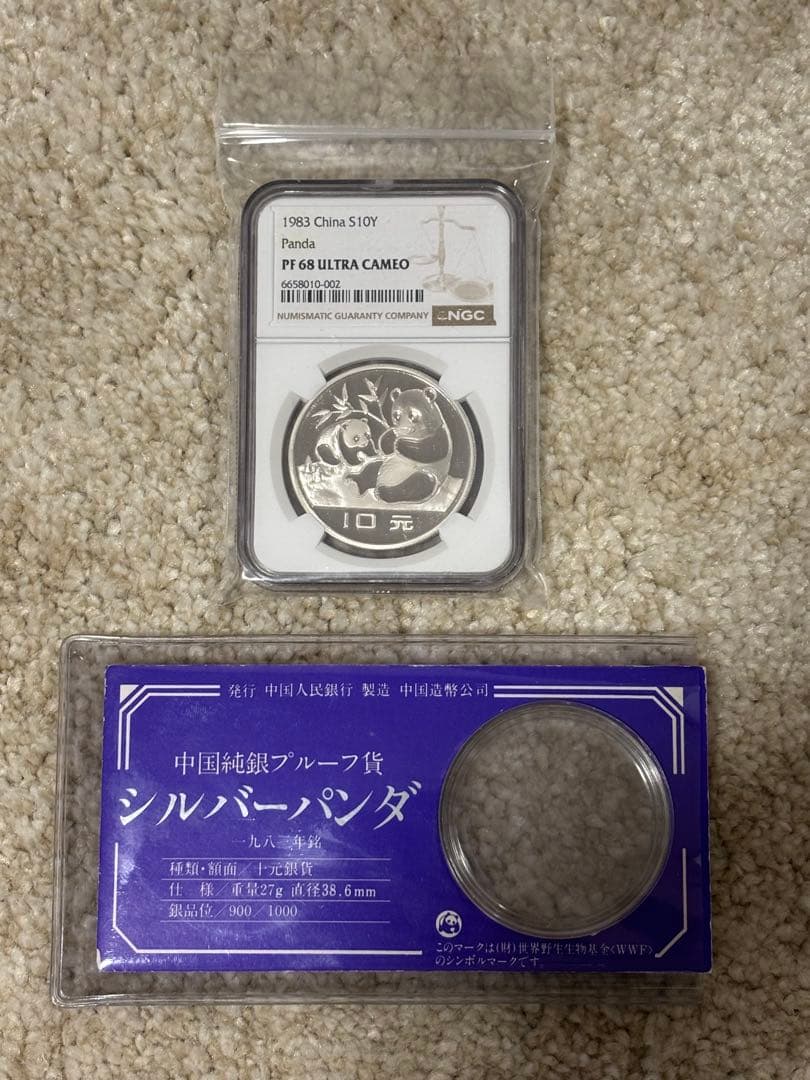 1983 China S10Y
Panda
PF 68 ULTRA CAMEO
6658010-002
NUMISMATIC GUARANTY COMPANY
NGC
10 元
発行 中国人民銀行 製造 中国造幣公司
中国純銀プルーフ貨
シルバーパンダ
一九八三年銘
種類・額面／十元銀貨
仕 様／重量27g 直径38.6mm
銀品位／900／1000
このマークは(財)世界野生生物基金〈WWF〉
のシンボルマークです。